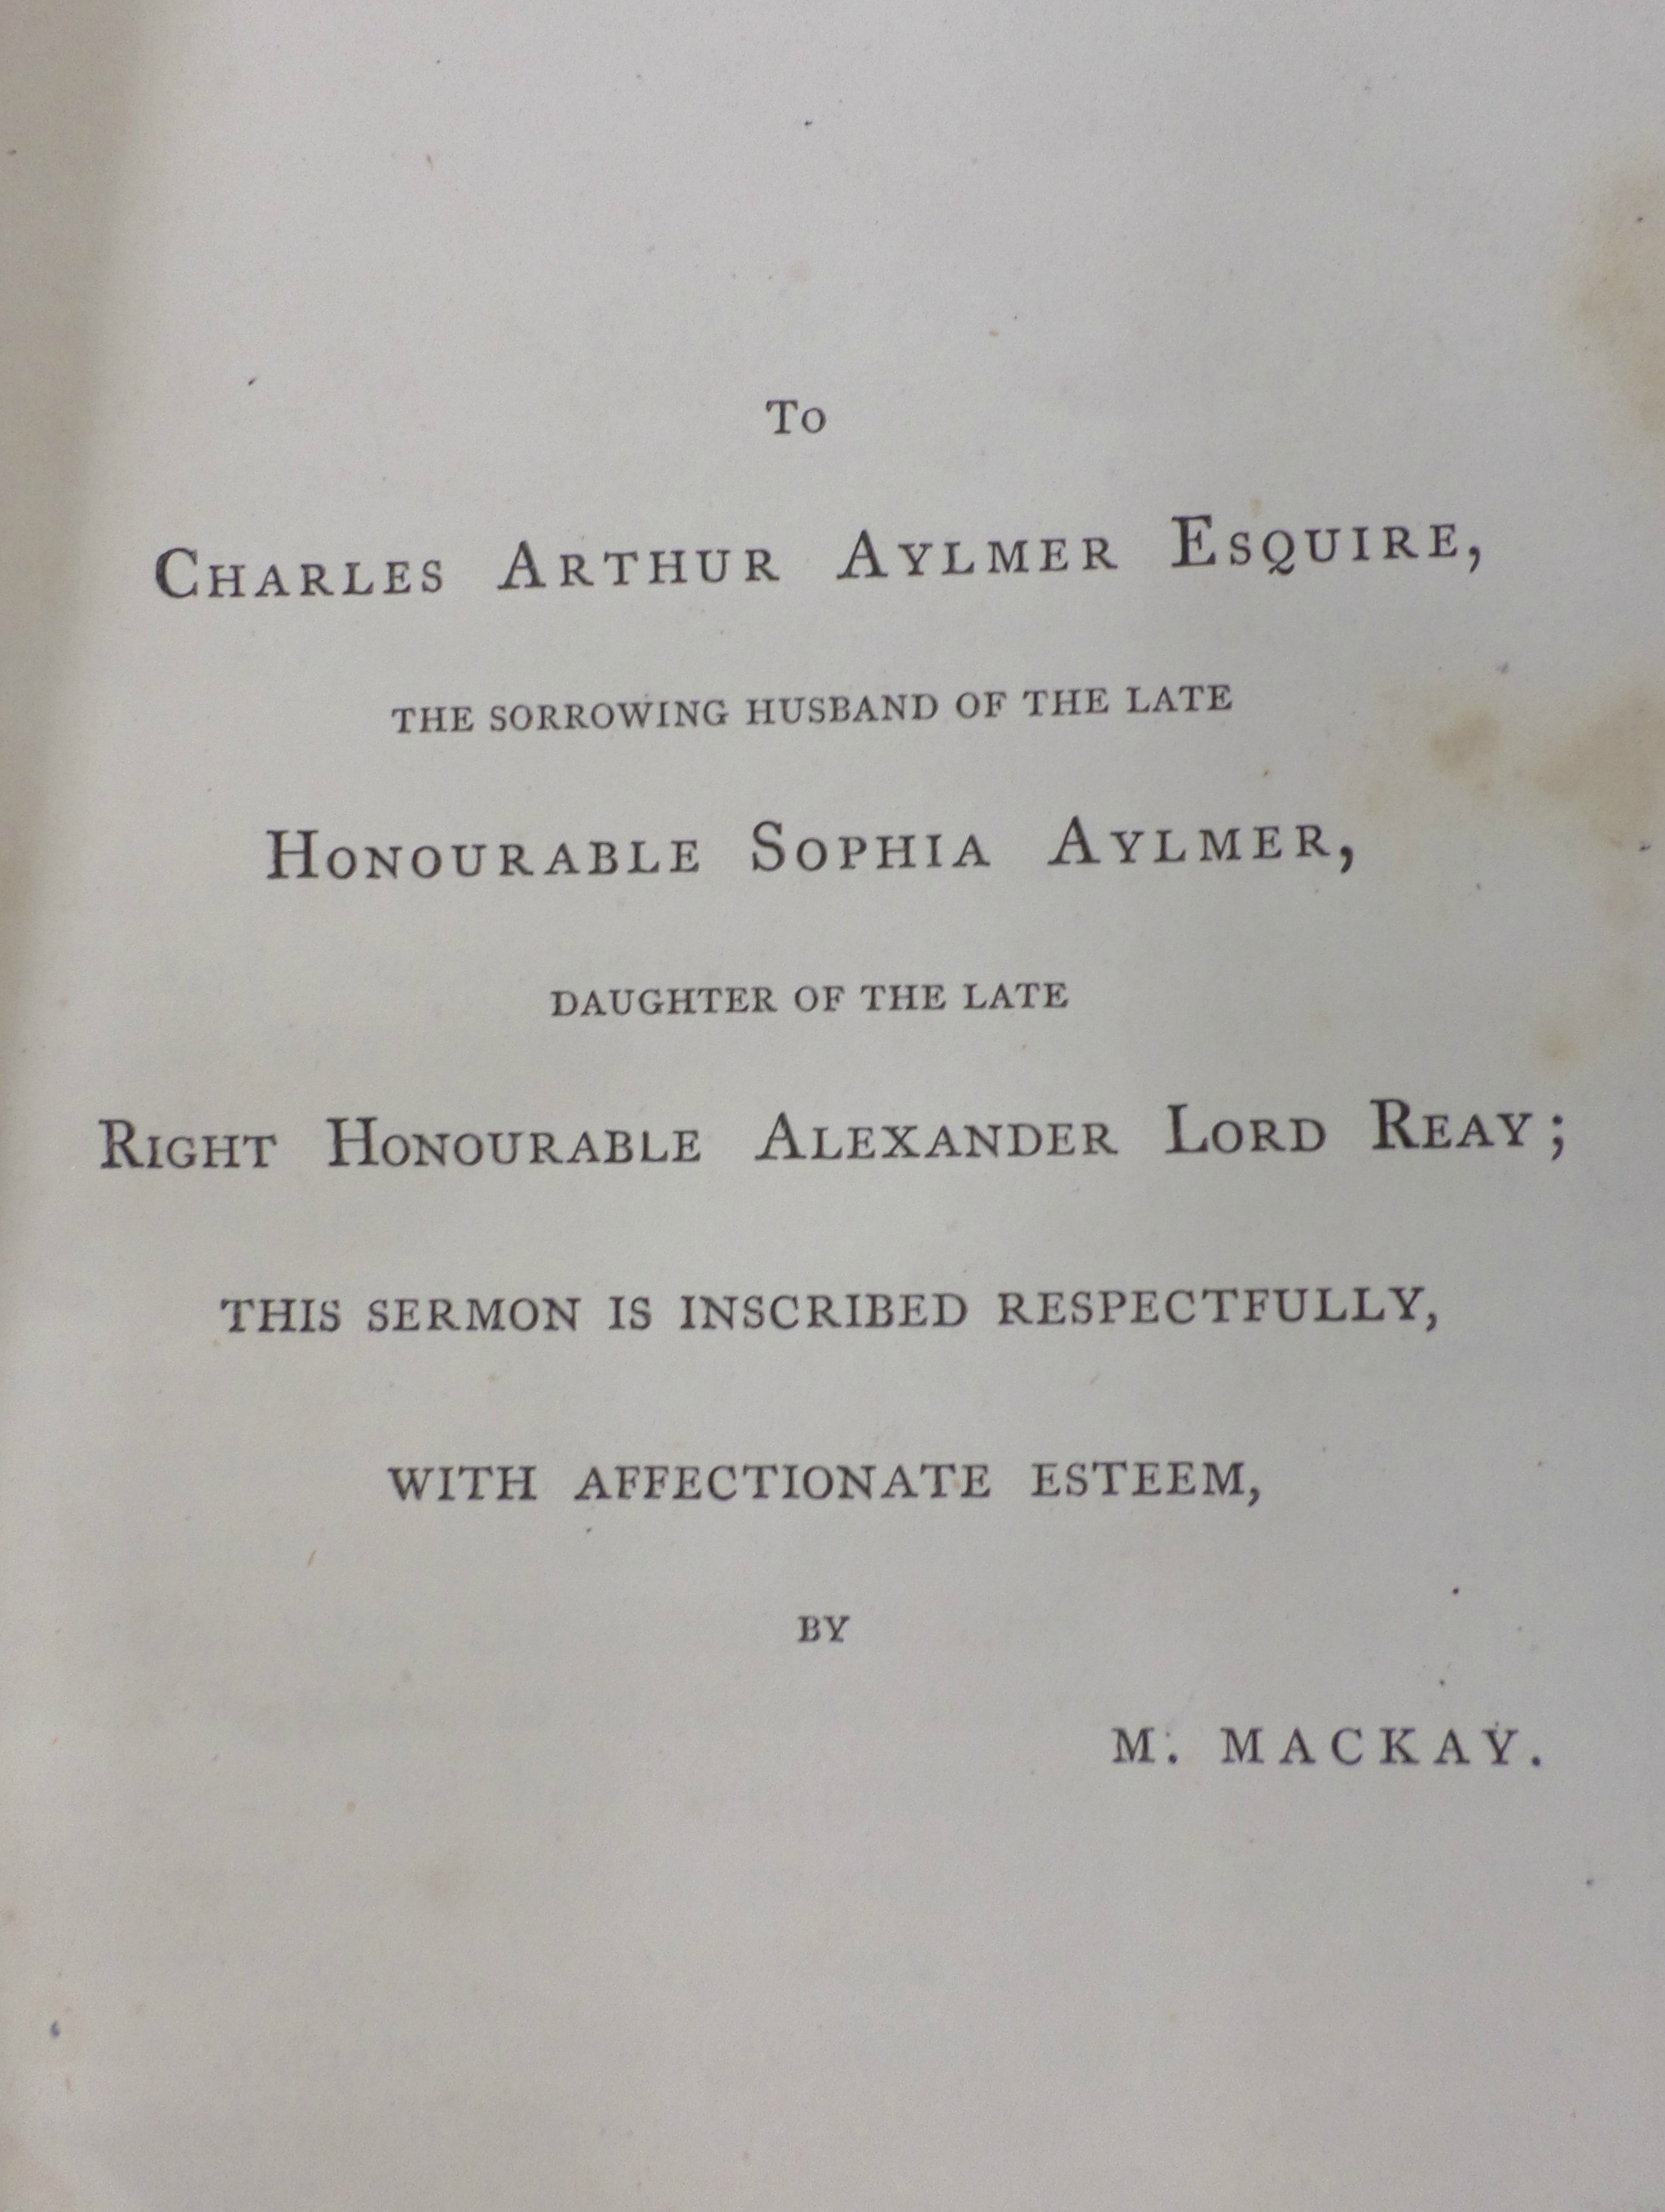 To
Charles Arthur Aylmer Esquire,
THE SORROWING HUSBAND OF THE LATE
Honourable Sophia Aylmer,
DAUGHTER OF THE LATE
Right Honourable Alexander Lord Reay;
THIS SERMON IS INSCRIBED RESPECTFULLY,
WITH AFFECTIONATE ESTEEM,
BY
M. MACKAY.